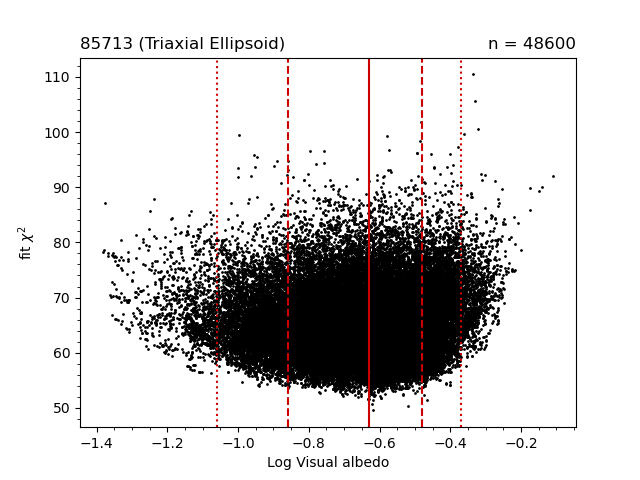 85713 (Triaxial Ellipsoid)
n = 48600
fit χ²
110
100
90
80
70
60
50
−1.4 −1.2 −1.0 −0.8 −0.6 −0.4 −0.2
Log Visual albedo